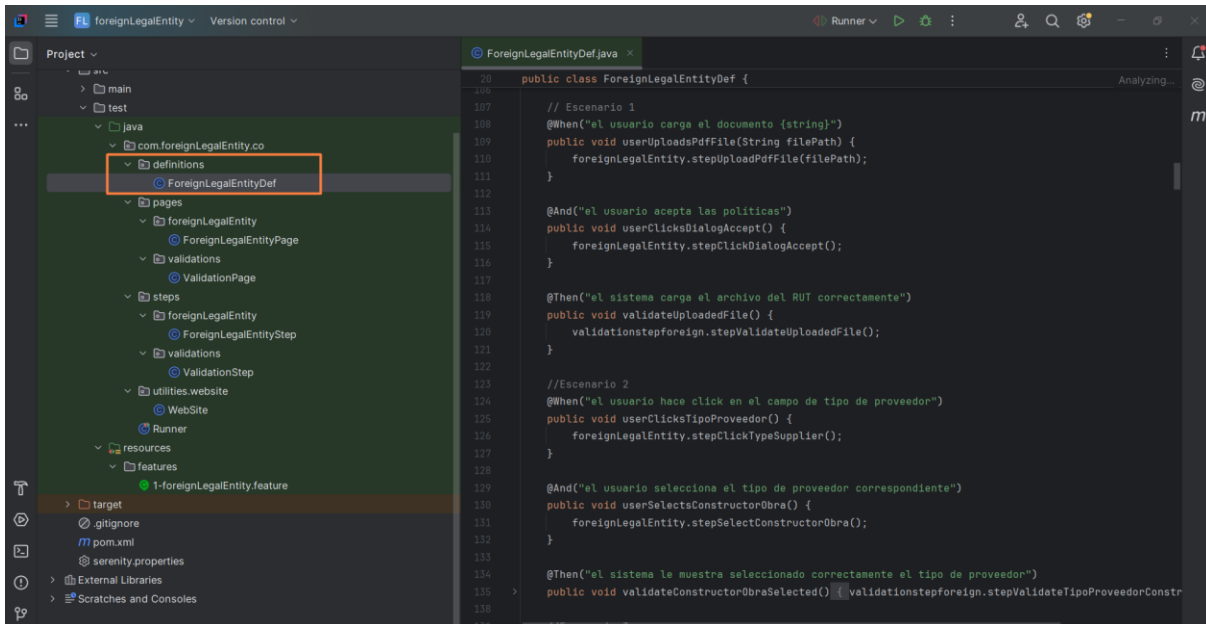 FL foreignLegalEntity Version control Runner
Project
ForeignLegalEntityDef.java
src
main
test
java
com.foreignLegalEntity.co
definitions
ForeignLegalEntityDef
pages
foreignLegalEntity
ForeignLegalEntityPage
validations
ValidationPage
steps
foreignLegalEntity
ForeignLegalEntityStep
validations
ValidationStep
utilities.website
WebSite
Runner
resources
features
1-foreignLegalEntity.feature
target
.gitignore
pom.xml
serenity.properties
External Libraries
Scratches and Consoles
20 public class ForeignLegalEntityDef { Analyzing...
106
107 // Escenario 1
108 @When("el usuario carga el documento {string}")
109 public void userUploadsPdfFile(String filePath) {
110 foreignLegalEntity.stepUploadPdfFile(filePath);
111 }
112
113 @And("el usuario acepta las políticas")
114 public void userClicksDialogAccept() {
115 foreignLegalEntity.stepClickDialogAccept();
116 }
117
118 @Then("el sistema carga el archivo del RUT correctamente")
119 public void validateUploadedFile() {
120 validationstepforeign.stepValidateUploadedFile();
121 }
122
123 //Escenario 2
124 @When("el usuario hace click en el campo de tipo de proveedor")
125 public void userClicksTipoProveedor() {
126 foreignLegalEntity.stepClickTypeSupplier();
127 }
128
129 @And("el usuario selecciona el tipo de proveedor correspondiente")
130 public void userSelectsConstructorObra() {
131 foreignLegalEntity.stepSelectConstructorObra();
132 }
133
134 @Then("el sistema le muestra seleccionado correctamente el tipo de proveedor")
135 public void validateConstructorObraSelected() { validationstepforeign.stepValidateTipoProveedorConstr
138